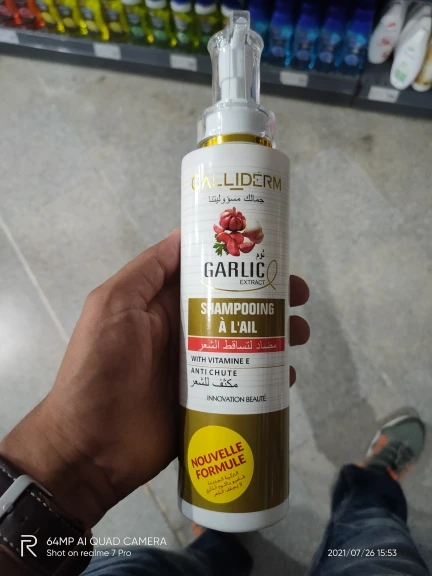 CALLIDERM
جمالك مسؤوليتنا
ثوم
GARLIC
EXTRACT
SHAMPOOING
À L'AIL
مضاد لتساقط الشعر
WITH VITAMINE E
ANTI CHUTE
مكثف للشعر
INNOVATION BEAUTÉ
NOUVELLE
FORMULE
R
64MP AI QUAD CAMERA
Shot on realme 7 Pro
2021/07/26 15:53